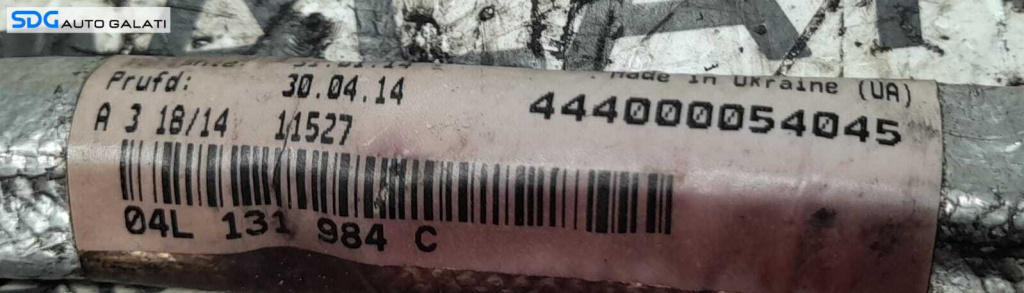 SDG AUTO GALATI
Made in Ukraine (UA)
Prufd: 30.04.14
444000054045
A 3 18/14 11527
04L 131 984 C